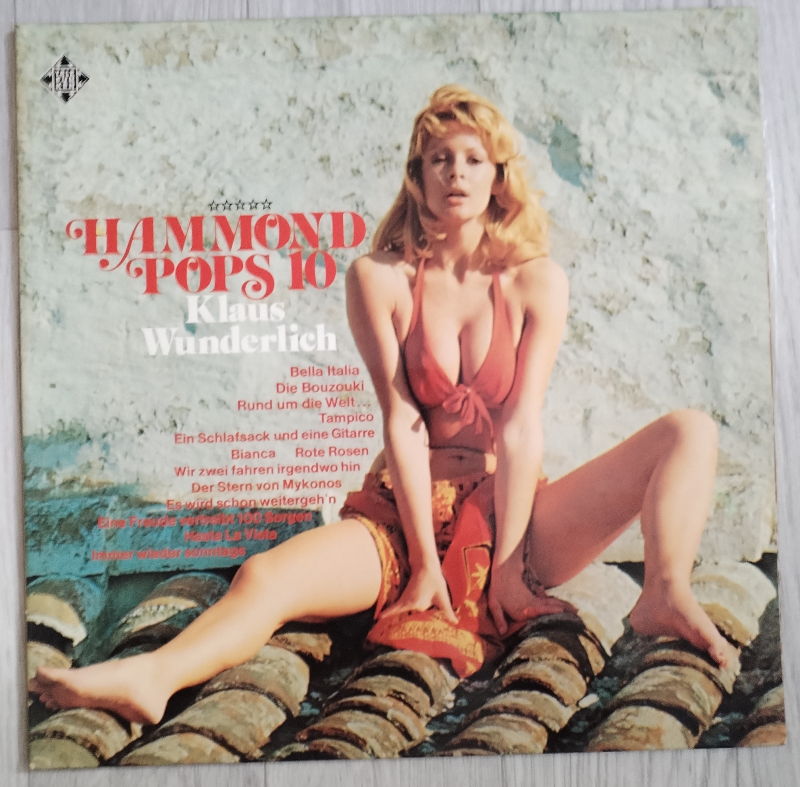 ☆☆☆☆☆
HAMMOND
POPS 10
Klaus
Wunderlich
Bella Italia
Die Bouzouki
Rund um die Welt...
Tampico
Ein Schlafsack und eine Gitarre
Bianca Rote Rosen
Wir zwei fahren irgendwo hin
Der Stern von Mykonos
Es wird schon weitergeh'n
Eine Freude vertreibt 100 Sorgen
La
Immer wieder sonntags